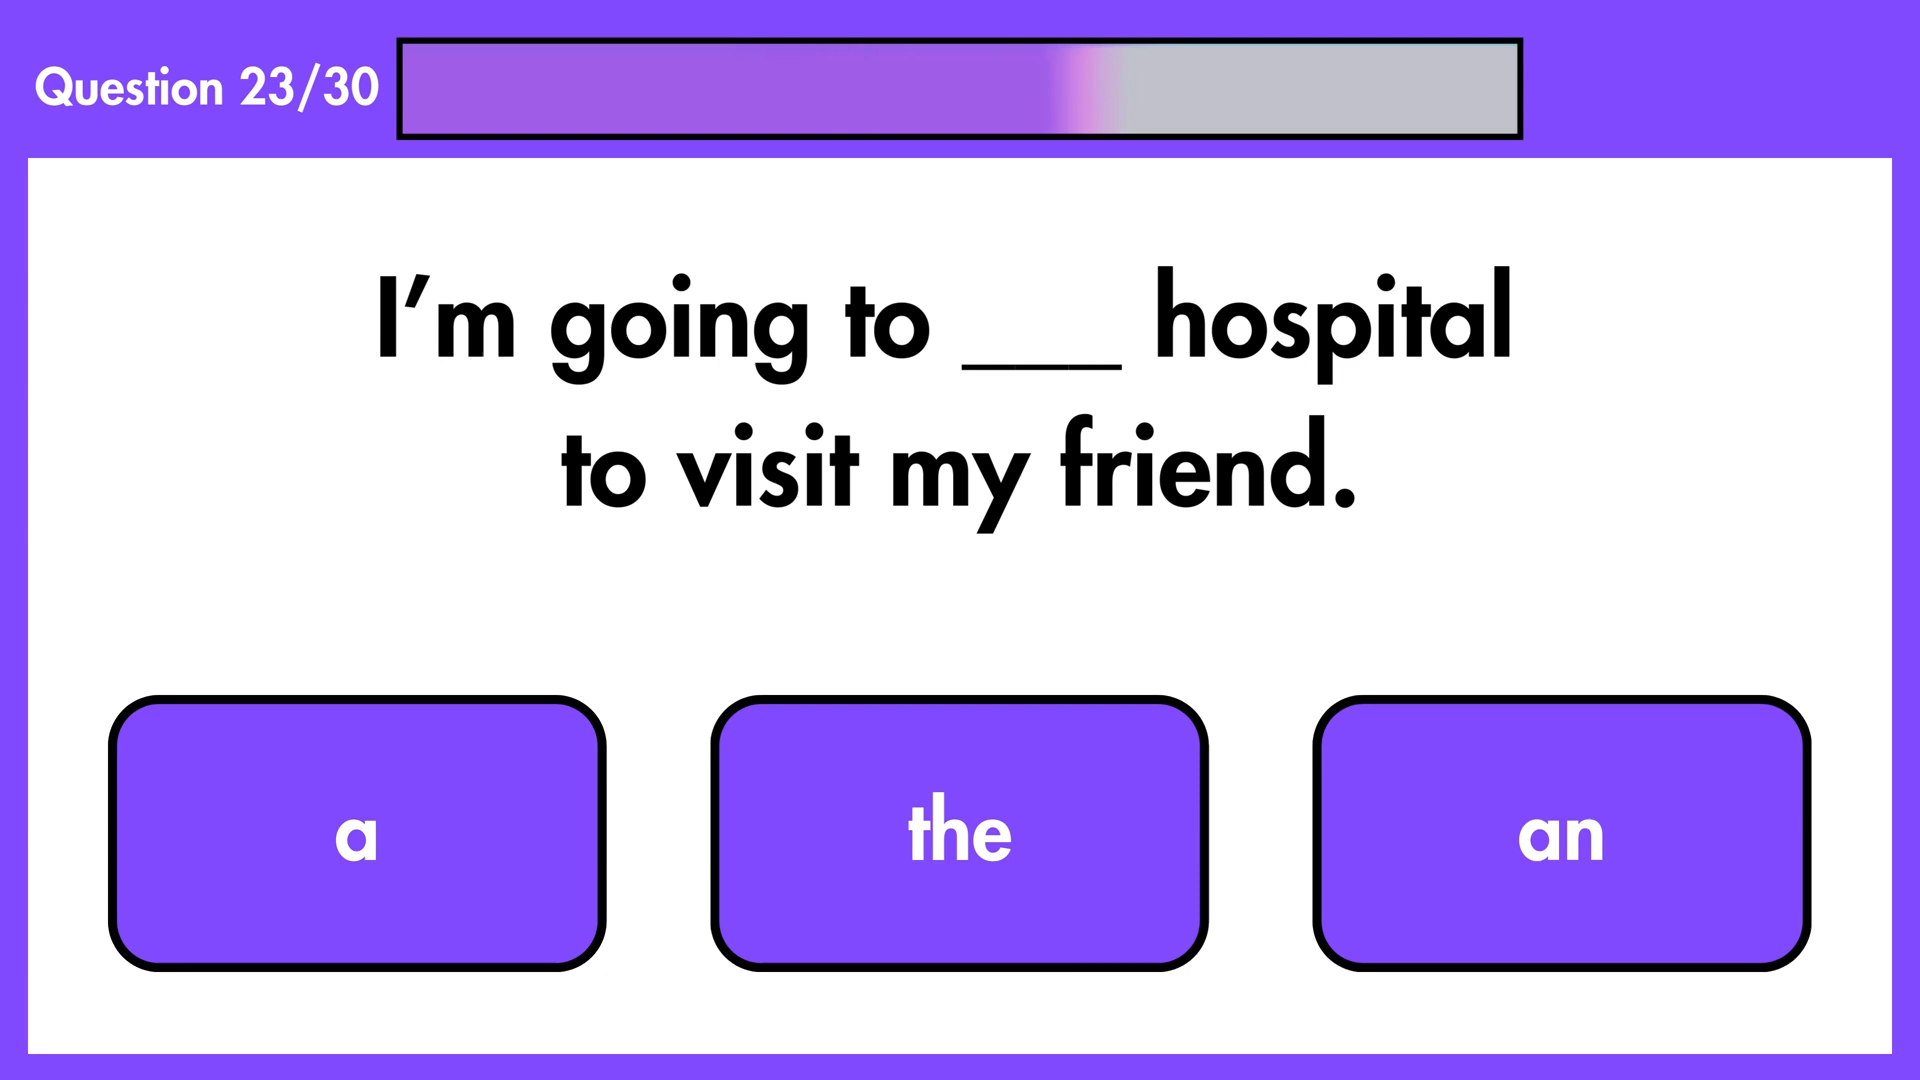 Question 23/30
I’m going to ___ hospital
to visit my friend.
a
the
an